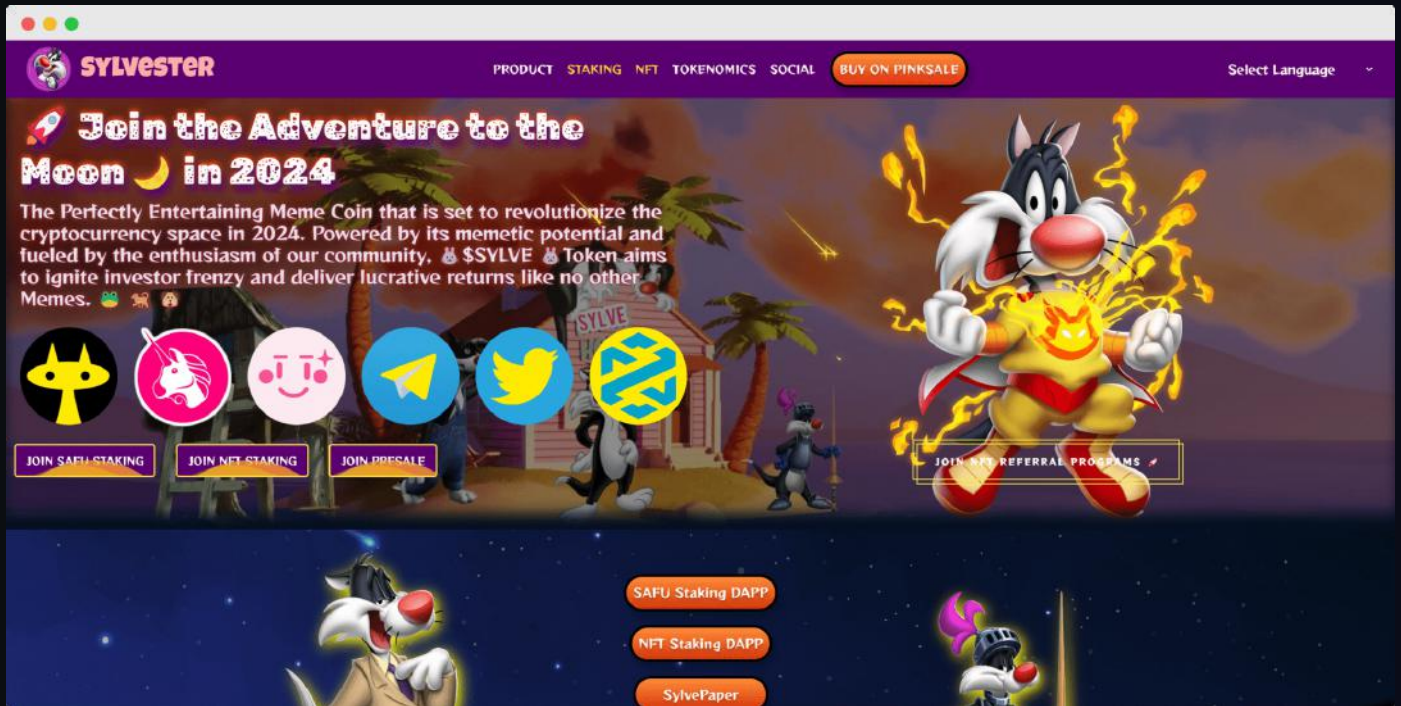 SYLVESTER
PRODUCT STAKING NFT TOKENOMICS SOCIAL BUY ON PINKSALE
Select Language
🚀 Join the Adventure to the
Moon 🌙 in 2024
The Perfectly Entertaining Meme Coin that is set to revolutionize the
cryptocurrency space in 2024. Powered by its memetic potential and
fueled by the enthusiasm of our community, 🐰 $SYLVE 🐰 Token aims
to ignite investor frenzy and deliver lucrative returns like no other
Memes. 🐸 🐕 🐶
SYLVE
JOIN SAFU STAKING JOIN NFT STAKING JOIN PRESALE
JOIN NFT REFERRAL PROGRAMS 🚀
SAFU Staking DAPP
NFT Staking DAPP
SylvePaper